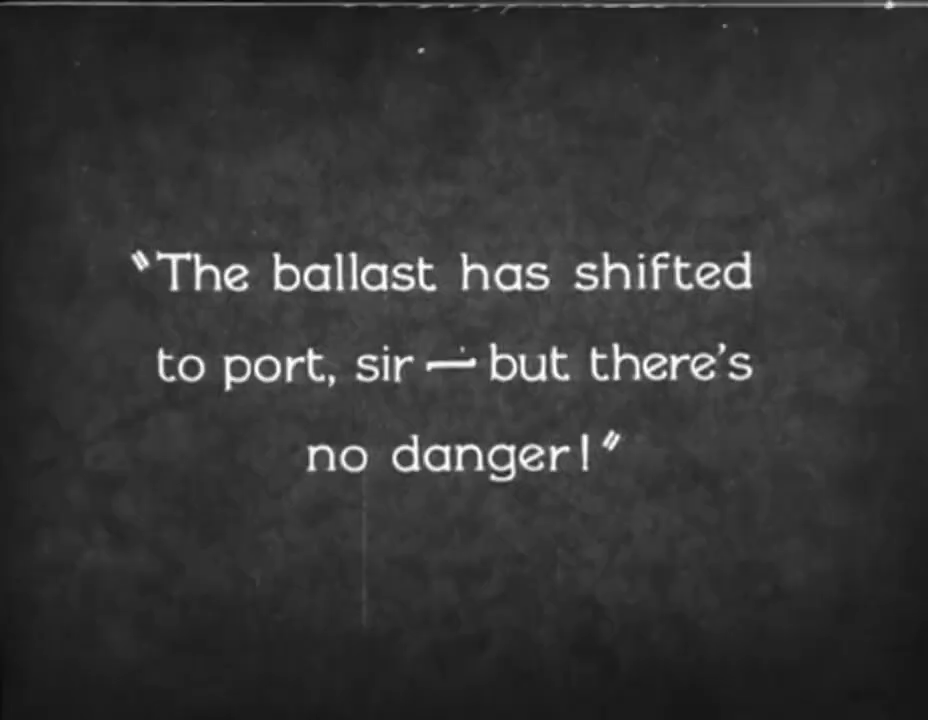 "The ballast has shifted
to port, sir — but there's
no danger!"